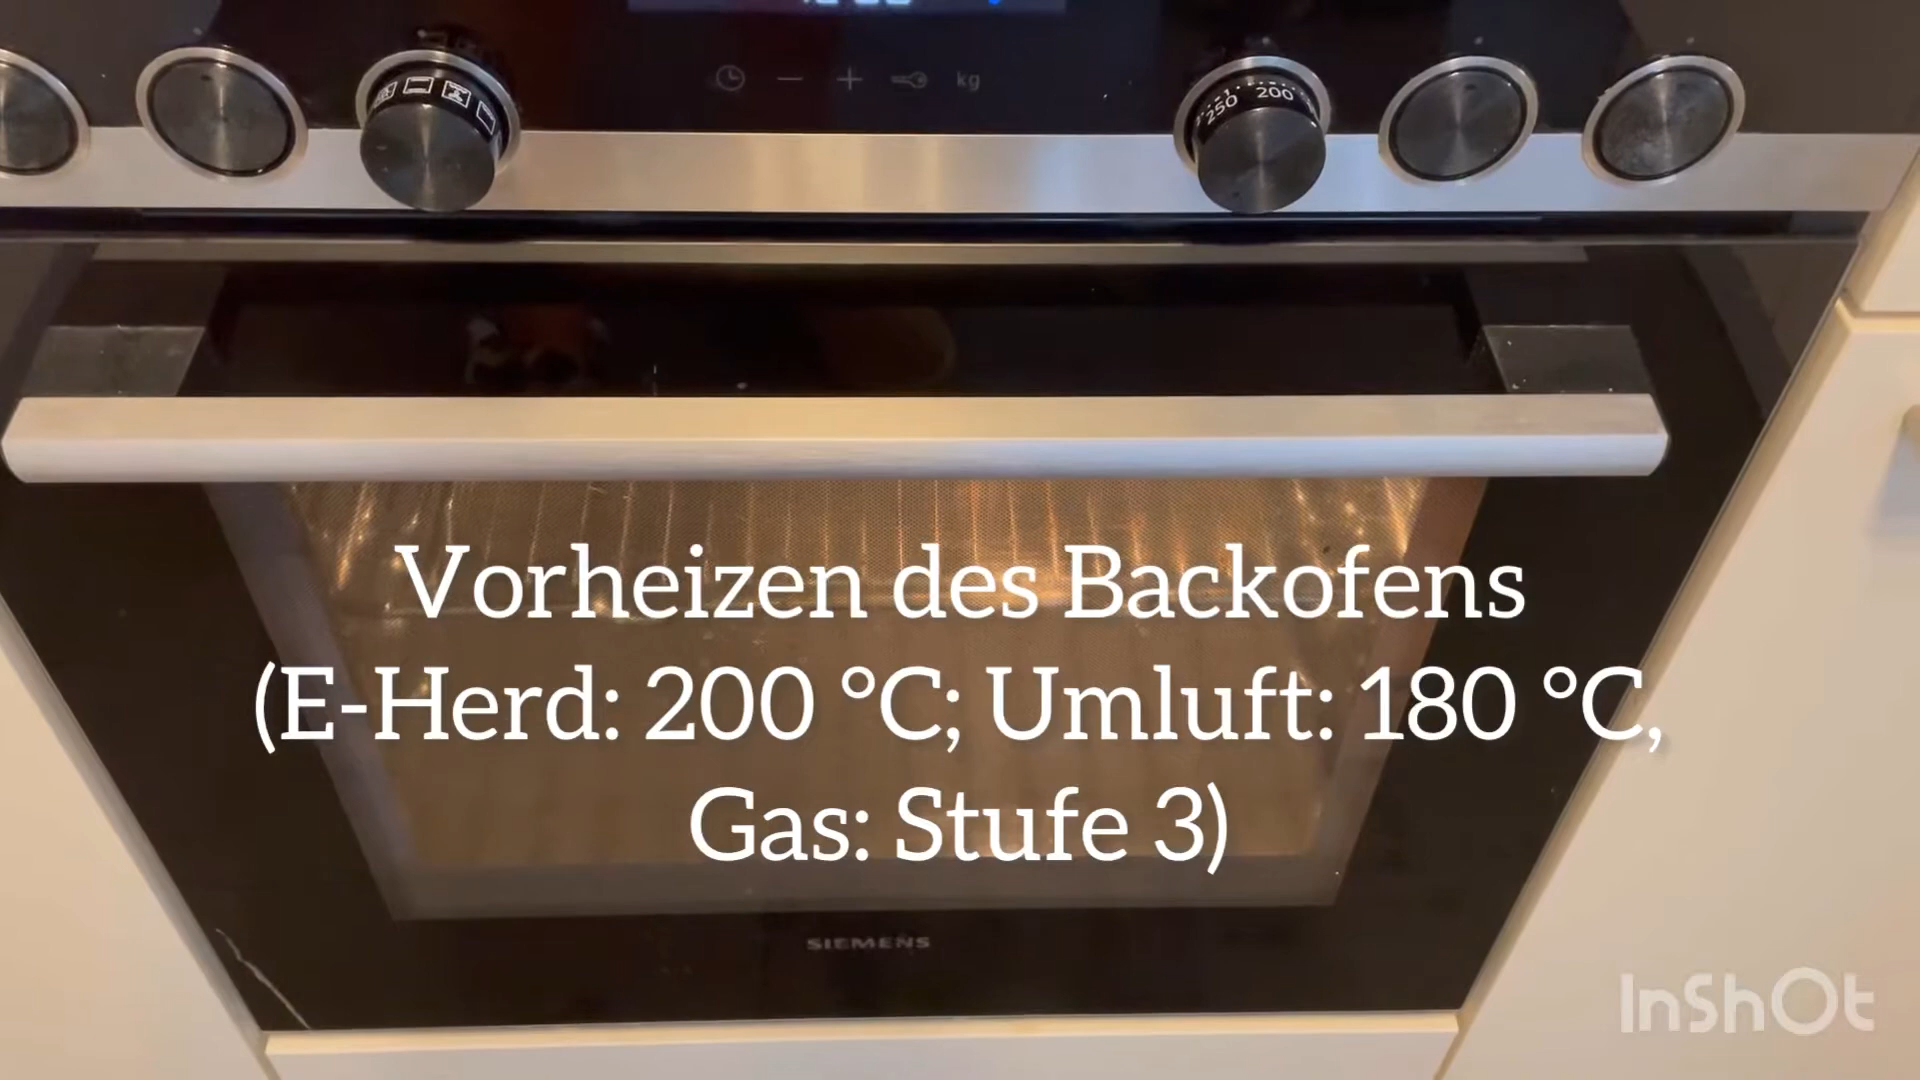 kg
250 200
Vorheizen des Backofens
(E-Herd: 200 °C; Umluft: 180 °C,
Gas: Stufe 3)
SIEMENS
InShOt